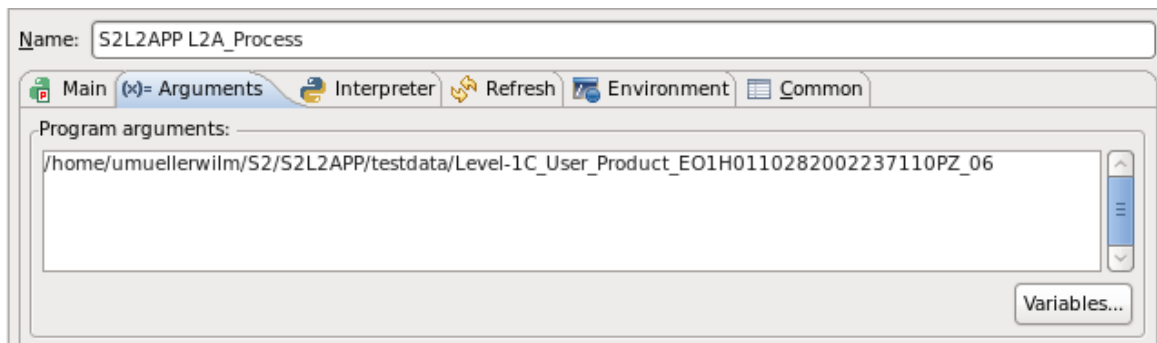 Name: S2L2APP L2A_Process
Main (x)= Arguments Interpreter Refresh Environment Common
Program arguments:
/home/umuellerwilm/S2/S2L2APP/testdata/Level-1C_User_Product_EO1H0110282002237110PZ_06
Variables...